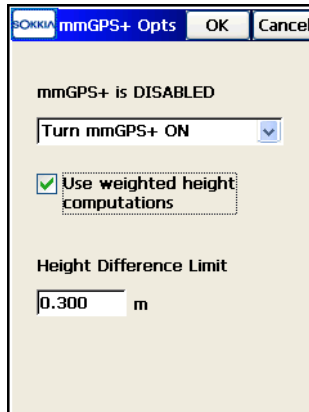 SOKKIA mmGPS+ Opts OK Cancel
mmGPS+ is DISABLED
Turn mmGPS+ ON
Use weighted height
computations
Height Difference Limit
0.300 m